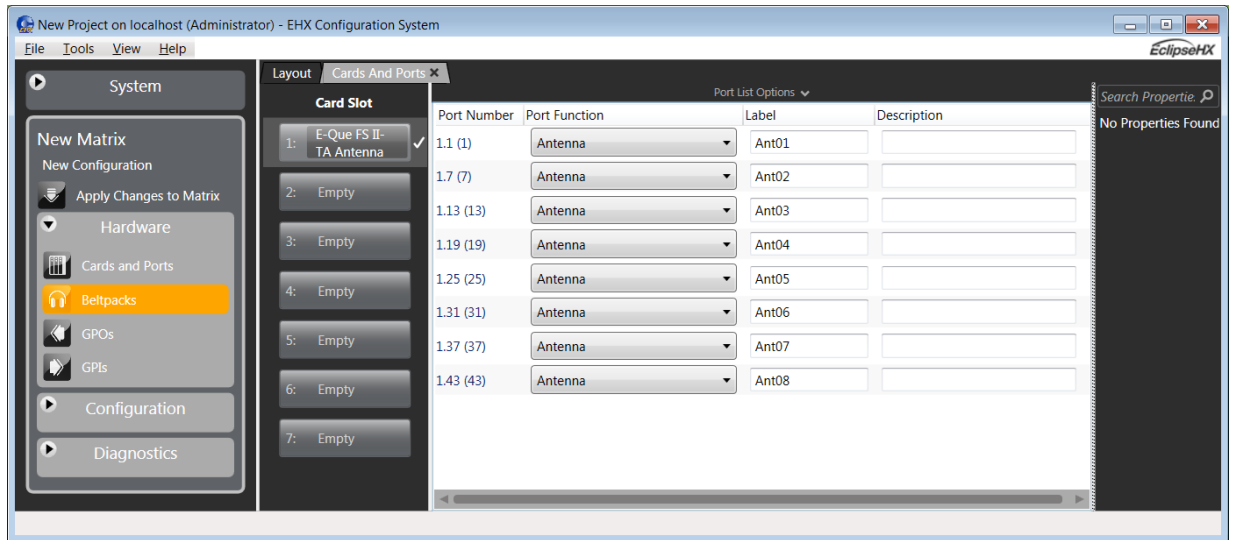 New Project on localhost (Administrator) - EHX Configuration System
File Tools View Help
EclipseHX
System
New Matrix
New Configuration
Apply Changes to Matrix
Hardware
Cards and Ports
Beltpacks
GPOs
GPIs
Configuration
Diagnostics
Layout Cards And Ports
Card Slot
1: E-Que FS II-
TA Antenna
2: Empty
3: Empty
4: Empty
5: Empty
6: Empty
7: Empty
Port List Options
Port Number Port Function Label Description
1.1 (1) Antenna Ant01
1.7 (7) Antenna Ant02
1.13 (13) Antenna Ant03
1.19 (19) Antenna Ant04
1.25 (25) Antenna Ant05
1.31 (31) Antenna Ant06
1.37 (37) Antenna Ant07
1.43 (43) Antenna Ant08
Search Propertie.
No Properties Found